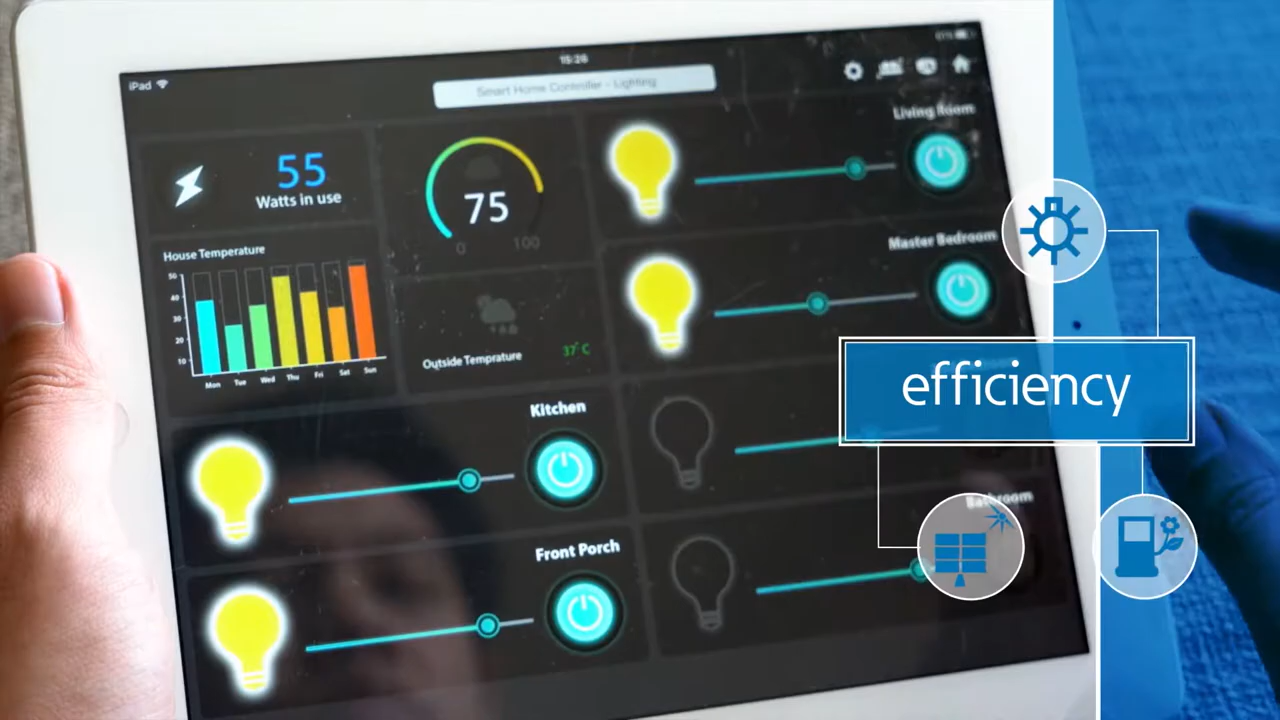 iPad
15:26
Smart Home Controller - Lighting
55
Watts in use
75
0 100
House Temperature
50
40
30
20
10
Mon Tue Wed Thu Fri Sat Sun
Outside Temprature
37°C
Living Room
Master Bedroom
Kitchen
Front Porch
Bathroom
efficiency